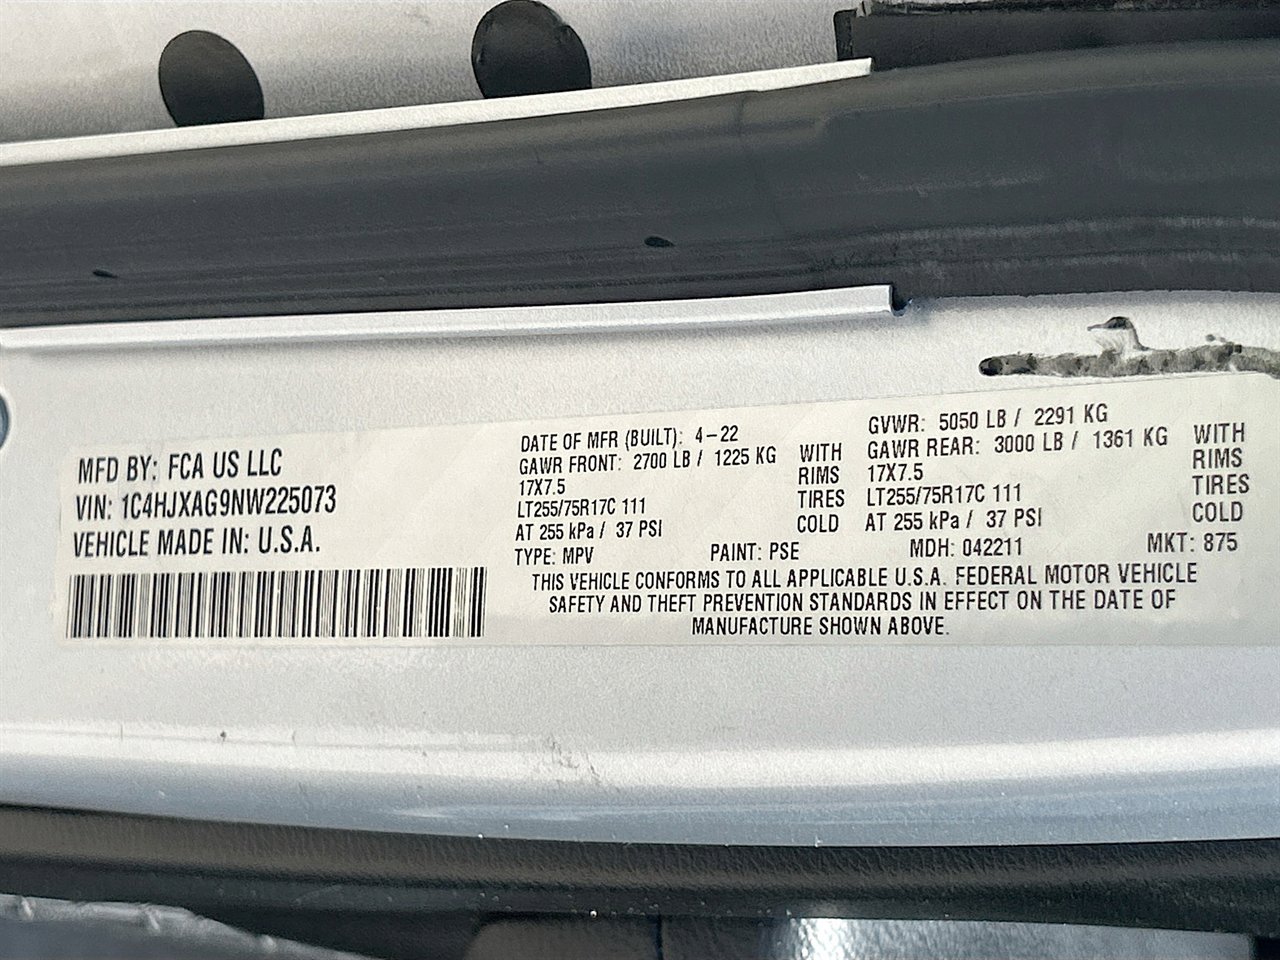 MFD BY: FCA US LLC
VIN: 1C4HJXAG9NW225073
VEHICLE MADE IN: U.S.A.
DATE OF MFR (BUILT): 4-22
GAWR FRONT: 2700 LB / 1225 KG WITH
17X7.5 RIMS
LT255/75R17C 111 TIRES
AT 255 kPa / 37 PSI COLD
GVWR: 5050 LB / 2291 KG
GAWR REAR: 3000 LB / 1361 KG WITH
17X7.5 RIMS
LT255/75R17C 111 TIRES
AT 255 kPa / 37 PSI COLD
TYPE: MPV PAINT: PSE MDH: 042211 MKT: 875
THIS VEHICLE CONFORMS TO ALL APPLICABLE U.S.A. FEDERAL MOTOR VEHICLE
SAFETY AND THEFT PREVENTION STANDARDS IN EFFECT ON THE DATE OF
MANUFACTURE SHOWN ABOVE.